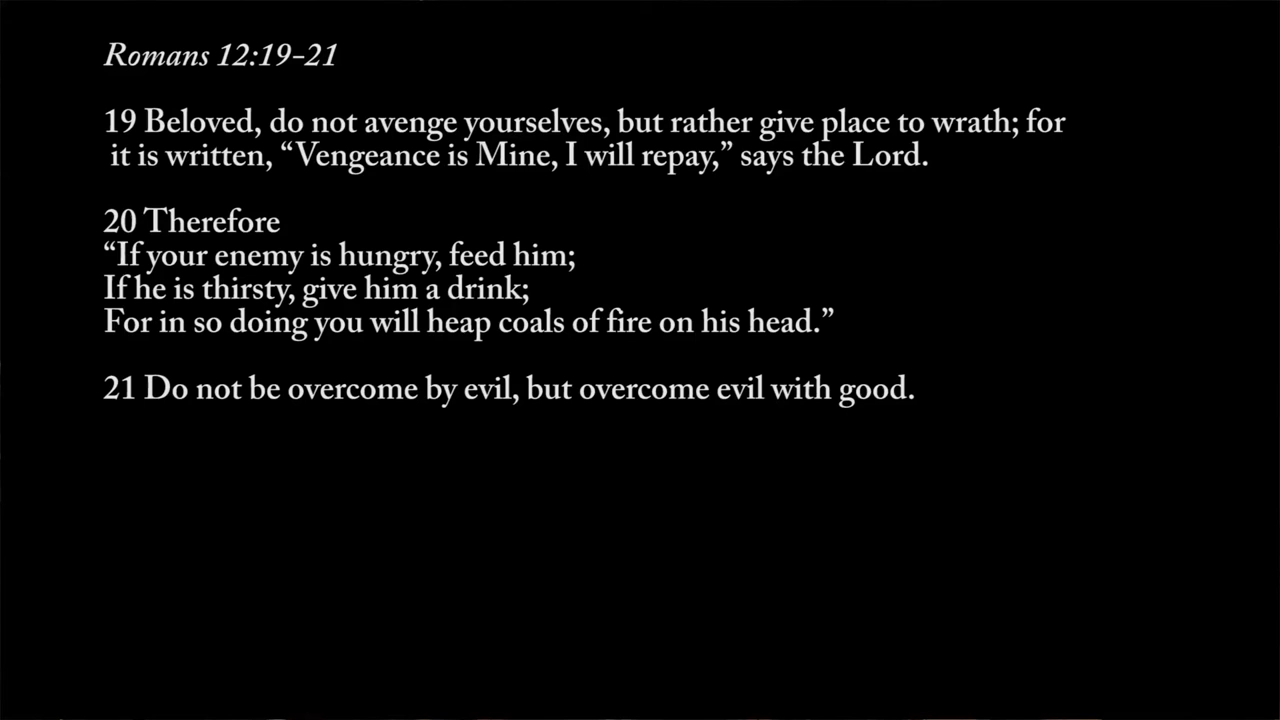 Romans 12:19-21
19 Beloved, do not avenge yourselves, but rather give place to wrath; for
it is written, “Vengeance is Mine, I will repay,” says the Lord.
20 Therefore
“If your enemy is hungry, feed him;
If he is thirsty, give him a drink;
For in so doing you will heap coals of fire on his head.”
21 Do not be overcome by evil, but overcome evil with good.